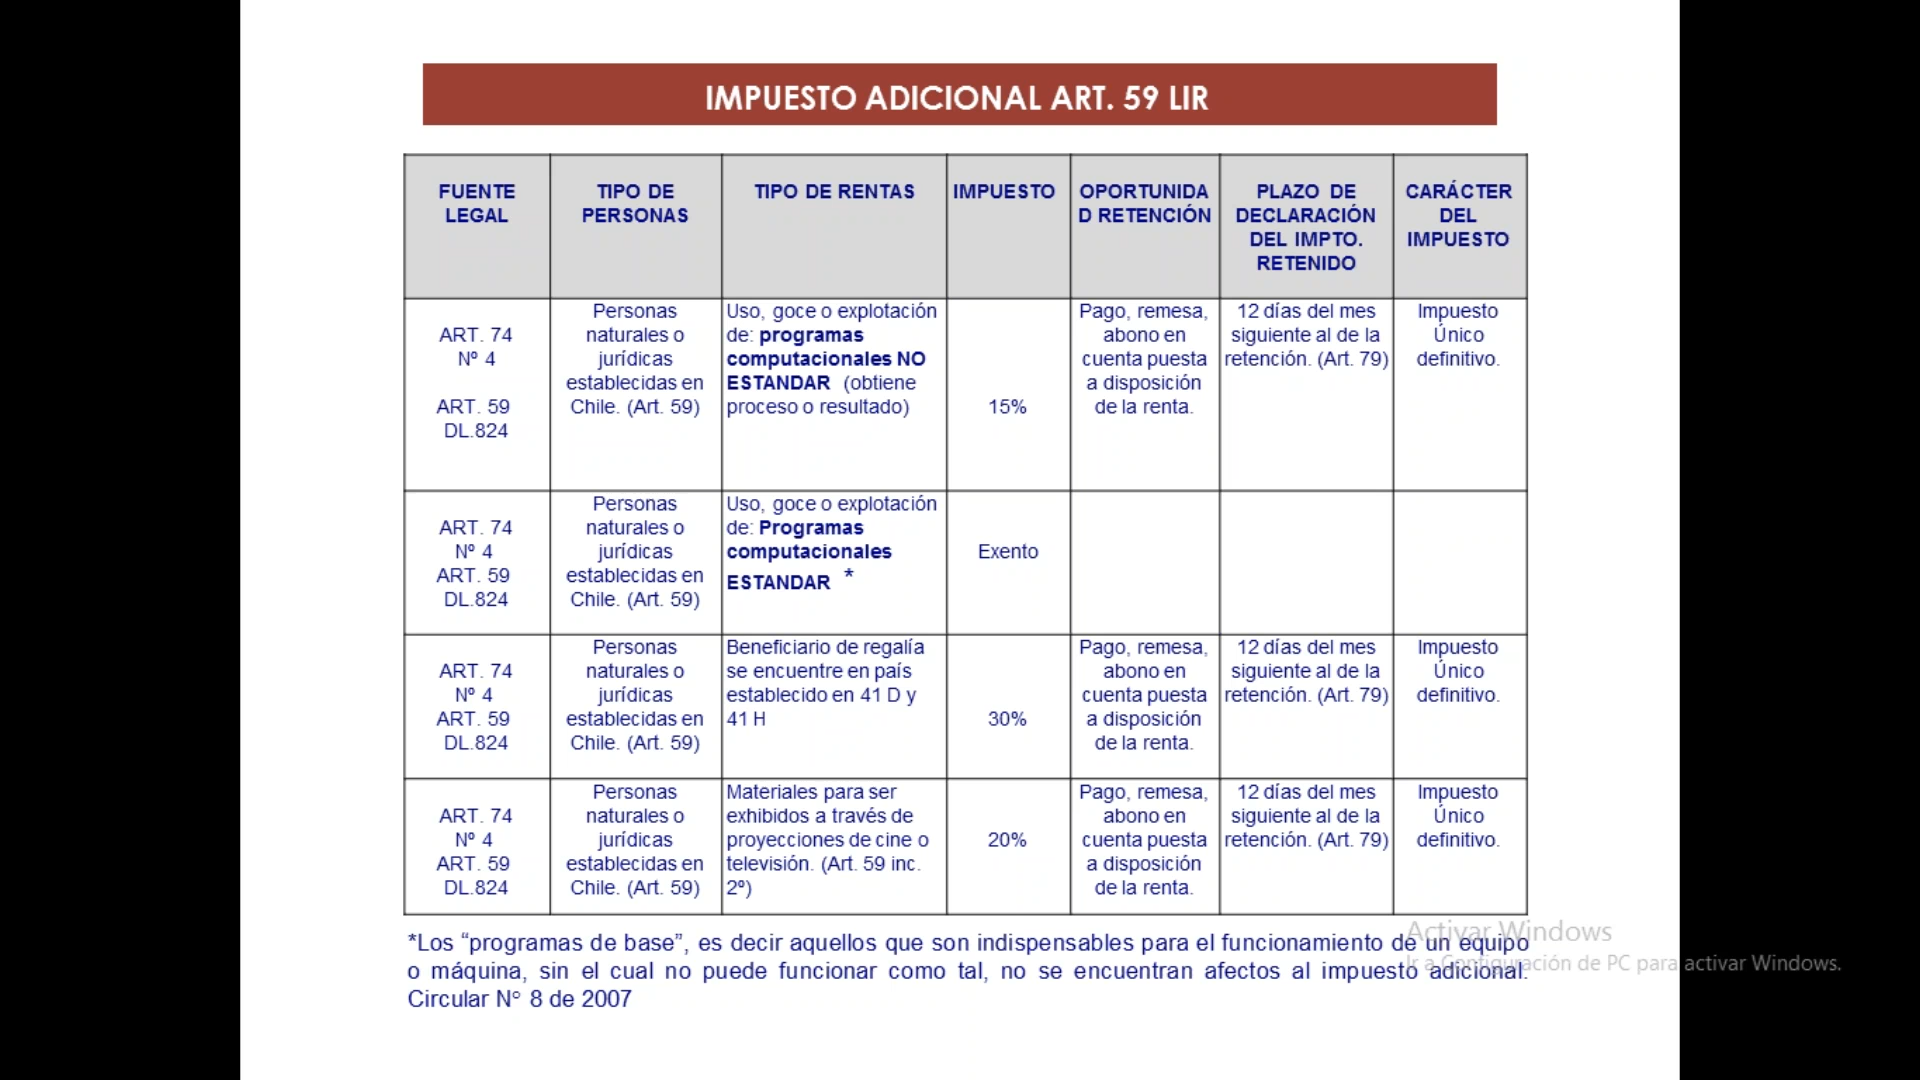 IMPUESTO ADICIONAL ART. 59 LIR
FUENTE
LEGAL
TIPO DE
PERSONAS
TIPO DE RENTAS
IMPUESTO
OPORTUNIDA
D RETENCIÓN
PLAZO DE
DECLARACIÓN
DEL IMPTO.
RETENIDO
CARÁCTER
DEL
IMPUESTO
ART. 74
Nº 4
ART. 59
DL.824
Personas
naturales o
jurídicas
establecidas en
Chile. (Art. 59)
Uso, goce o explotación
de: programas
computacionales NO
ESTANDAR (obtiene
proceso o resultado)
15%
Pago, remesa,
abono en
cuenta puesta
a disposición
de la renta.
12 días del mes
siguiente al de la
retención. (Art. 79)
Impuesto
Único
definitivo.
ART. 74
Nº 4
ART. 59
DL.824
Personas
naturales o
jurídicas
establecidas en
Chile. (Art. 59)
Uso, goce o explotación
de: Programas
computacionales
ESTANDAR *
Exento
ART. 74
Nº 4
ART. 59
DL.824
Personas
naturales o
jurídicas
establecidas en
Chile. (Art. 59)
Beneficiario de regalía
se encuentre en país
establecido en 41 D y
41 H
30%
Pago, remesa,
abono en
cuenta puesta
a disposición
de la renta.
12 días del mes
siguiente al de la
retención. (Art. 79)
Impuesto
Único
definitivo.
ART. 74
Nº 4
ART. 59
DL.824
Personas
naturales o
jurídicas
establecidas en
Chile. (Art. 59)
Materiales para ser
exhibidos a través de
proyecciones de cine o
televisión. (Art. 59 inc.
2º)
20%
Pago, remesa,
abono en
cuenta puesta
a disposición
de la renta.
12 días del mes
siguiente al de la
retención. (Art. 79)
Impuesto
Único
definitivo.
*Los “programas de base”, es decir aquellos que son indispensables para el funcionamiento de un equipo
o máquina, sin el cual no puede funcionar como tal, no se encuentran afectos al impuesto adicional.
Circular N° 8 de 2007
Activar Windows
Ir a Configuración de PC para activar Windows.